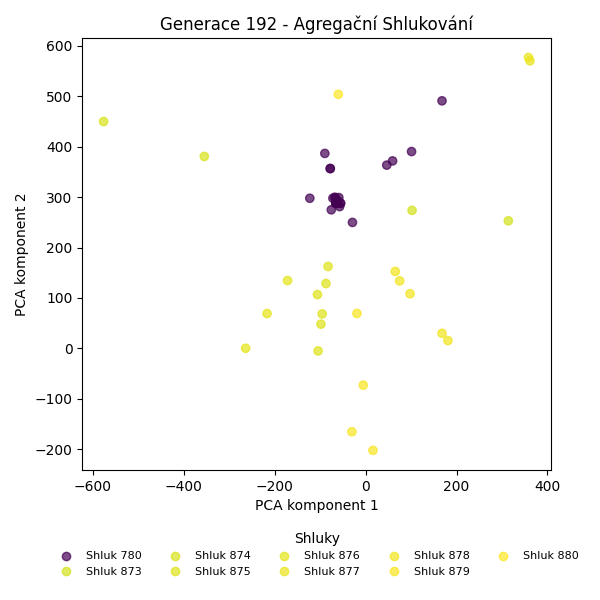 Generace 192 - Agregační Shlukování
PCA komponent 2
600
500
400
300
200
100
0
−100
−200
−600
−400
−200
0
200
400
PCA komponent 1
Shluky
Shluk 780
Shluk 874
Shluk 876
Shluk 878
Shluk 880
Shluk 873
Shluk 875
Shluk 877
Shluk 879